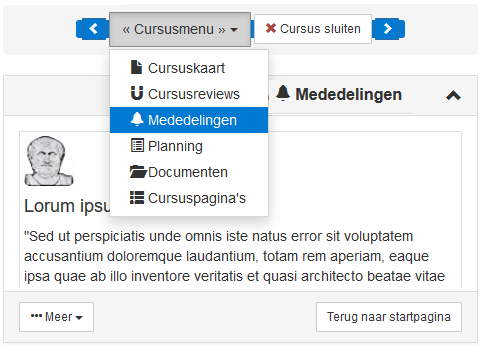 « Cursusmenu »
Cursus sluiten
Cursuskaart
Cursusreviews
Mededelingen
Planning
Documenten
Cursuspagina's
Mededelingen
Lorum ipsu
"Sed ut perspiciatis unde omnis iste natus error sit voluptatem
accusantium doloremque laudantium, totam rem aperiam, eaque
ipsa quae ab illo inventore veritatis et quasi architecto beatae vitae
Meer
Terug naar startpagina